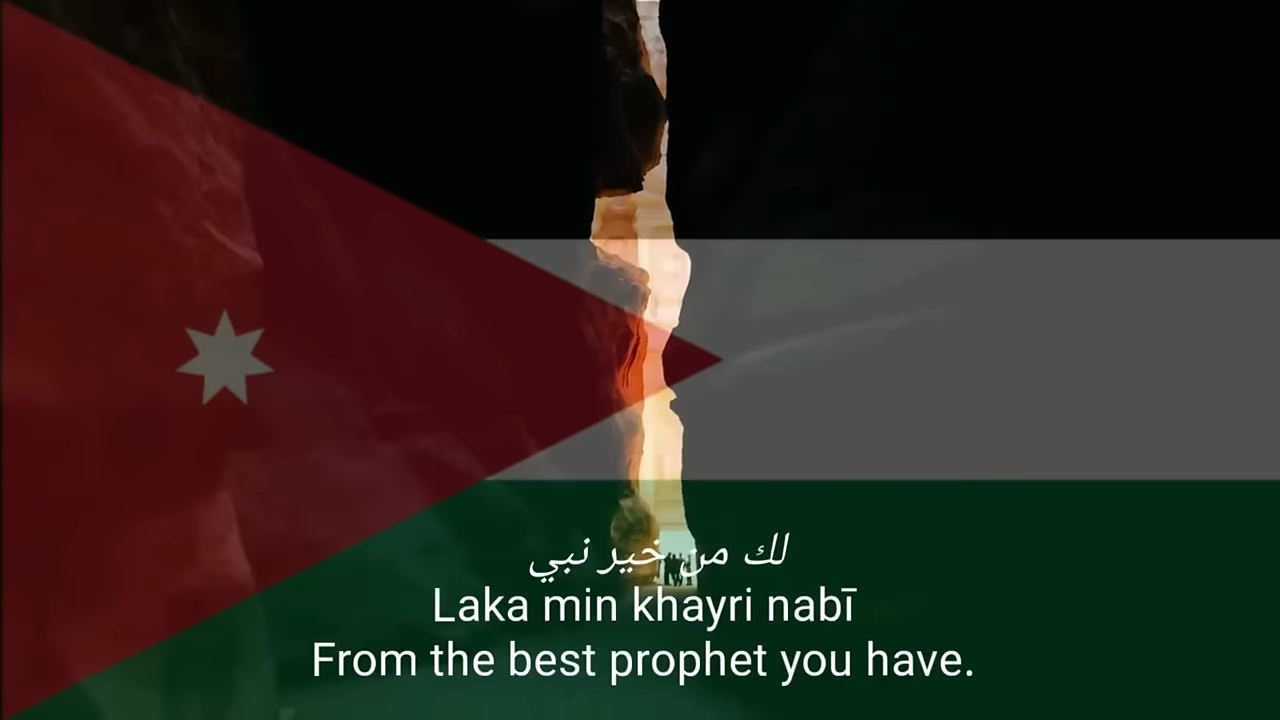 لك من خير نبي
Laka min khayri nabī
From the best prophet you have.